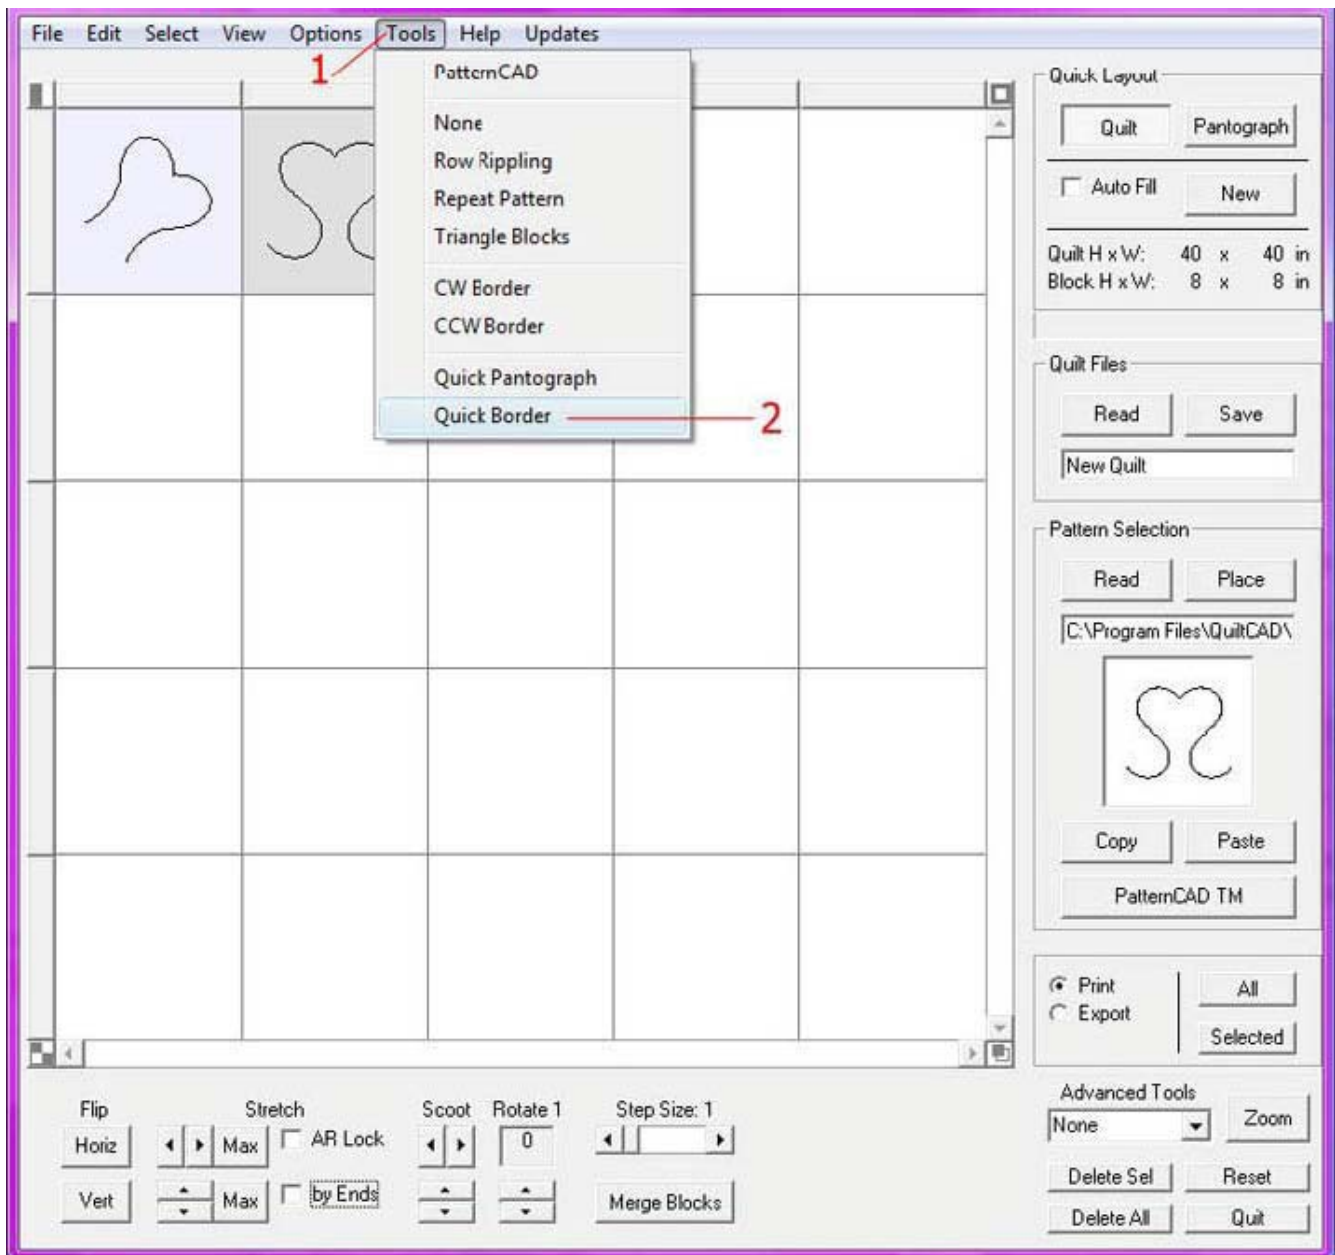 File Edit Select View Options Tools Help Updates
1
PatternCAD
None
Row Rippling
Repeat Pattern
Triangle Blocks
CW Border
CCW Border
Quick Pantograph
Quick Border
2
Quick Layout
Quilt Pantograph
Auto Fill New
Quilt H x W: 40 x 40 in
Block H x W: 8 x 8 in
Quilt Files
Read Save
New Quilt
Pattern Selection
Read Place
C:\Program Files\QuiltCAD\
Copy Paste
PatternCAD TM
Print All
Export
Selected
Advanced Tools
None Zoom
Delete Sel Reset
Delete All Quit
Flip Stretch Scoot Rotate 1 Step Size: 1
Horiz Max AR Lock 0
Vert Max by Ends Merge Blocks